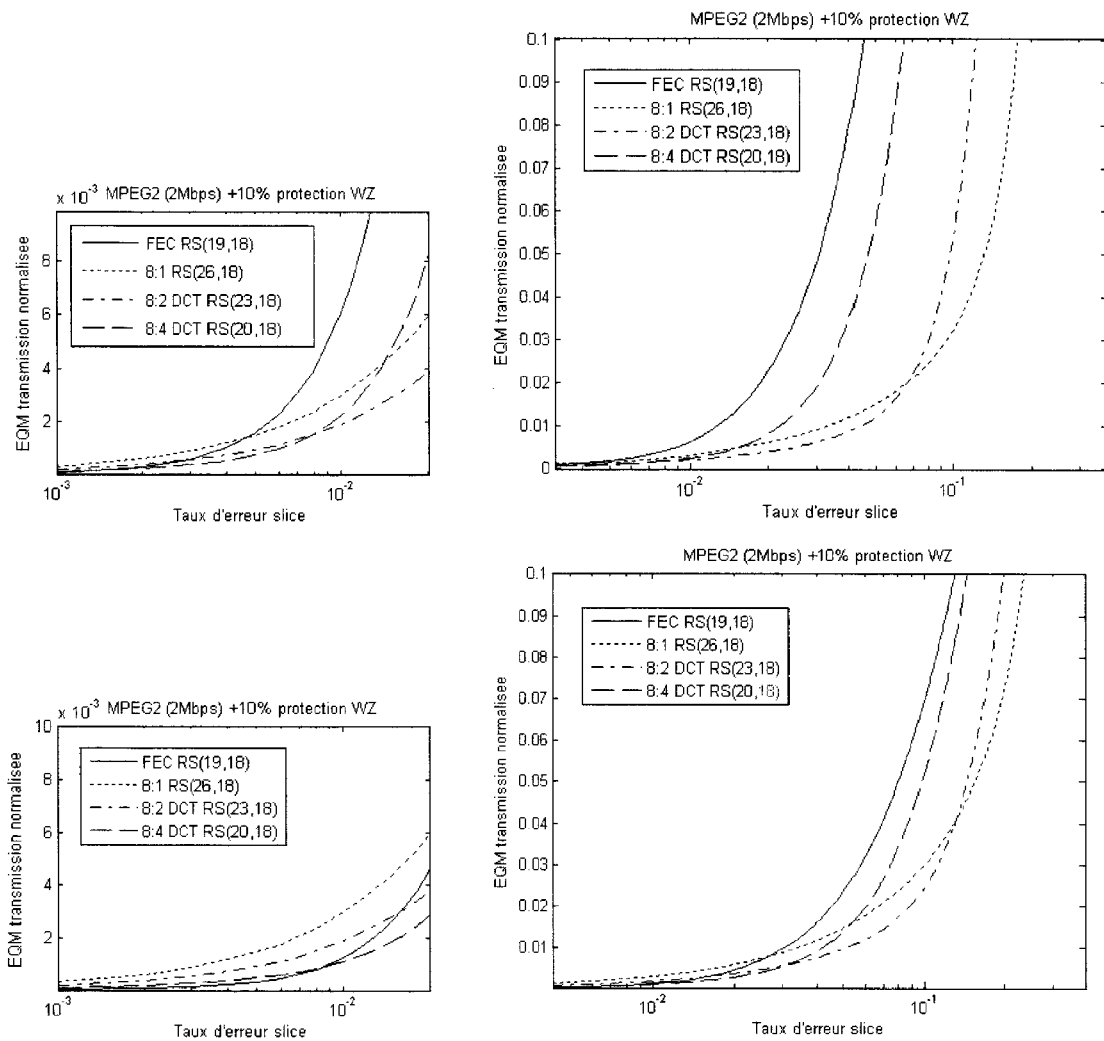 MPEG2 (2Mbps) +10% protection WZ
x 10-3
FEC RS(19,18)
8:1 RS(26,18)
8:2 DCT RS(23,18)
8:4 DCT RS(20,18)
8
6
4
2
EQM transmission normalisee
10-3
10-2
Taux d'erreur slice
MPEG2 (2Mbps) +10% protection WZ
FEC RS(19,18)
8:1 RS(26,18)
8:2 DCT RS(23,18)
8:4 DCT RS(20,18)
0.1
0.09
0.08
0.07
0.06
0.05
0.04
0.03
0.02
0.01
0
EQM transmission normalisee
10-2
10-1
Taux d'erreur slice
x 10-3 MPEG2 (2Mbps) +10% protection WZ
FEC RS(19,18)
8:1 RS(26,18)
8:2 DCT RS(23,18)
8:4 DCT RS(20,18)
10
8
6
4
2
EQM transmission normalisee
10-3
10-2
Taux d'erreur slice
MPEG2 (2Mbps) +10% protection WZ
FEC RS(19,18)
8:1 RS(26,18)
8:2 DCT RS(23,18)
8:4 DCT RS(20,18)
0.1
0.09
0.08
0.07
0.06
0.05
0.04
0.03
0.02
0.01
EQM transmission normalisee
10-2
10-1
Taux d'erreur slice